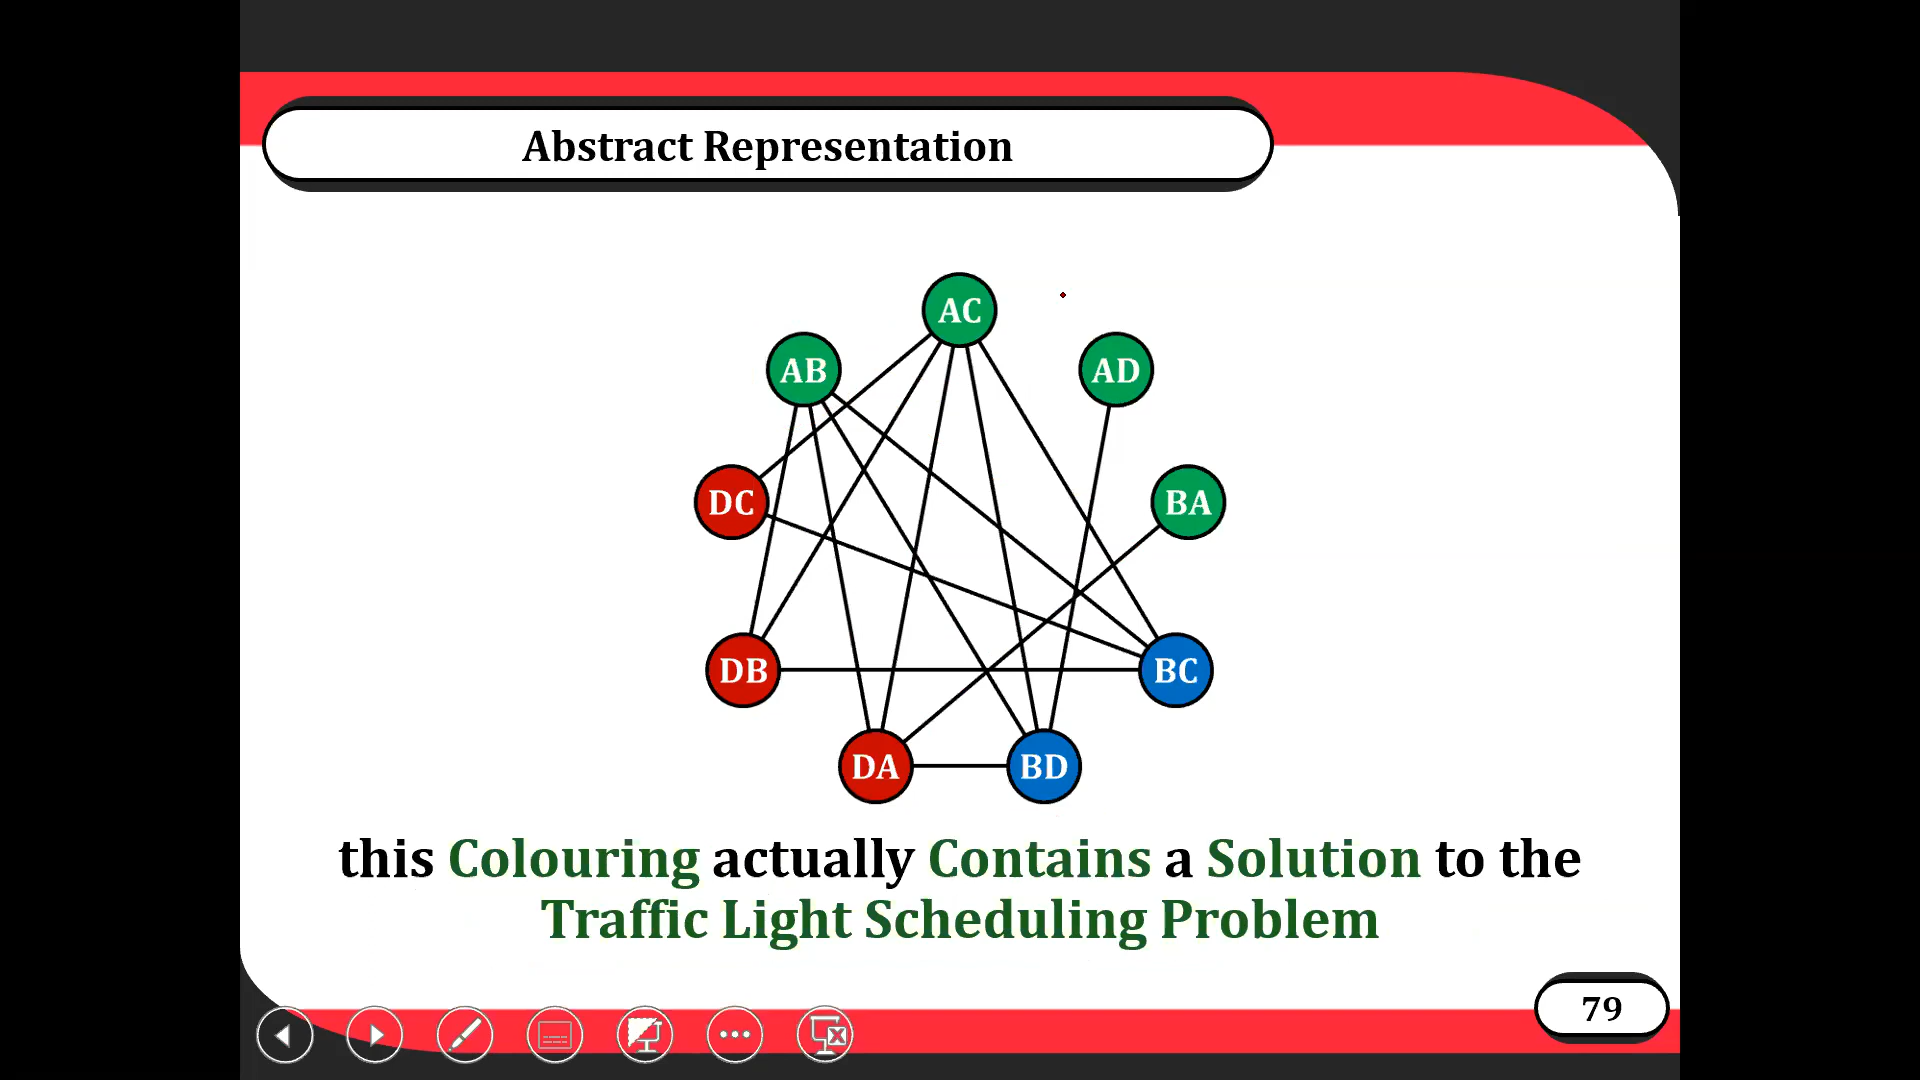 Abstract Representation
AC
AB
AD
DC
BA
DB
BC
DA
BD
this Colouring actually Contains a Solution to the
Traffic Light Scheduling Problem
79